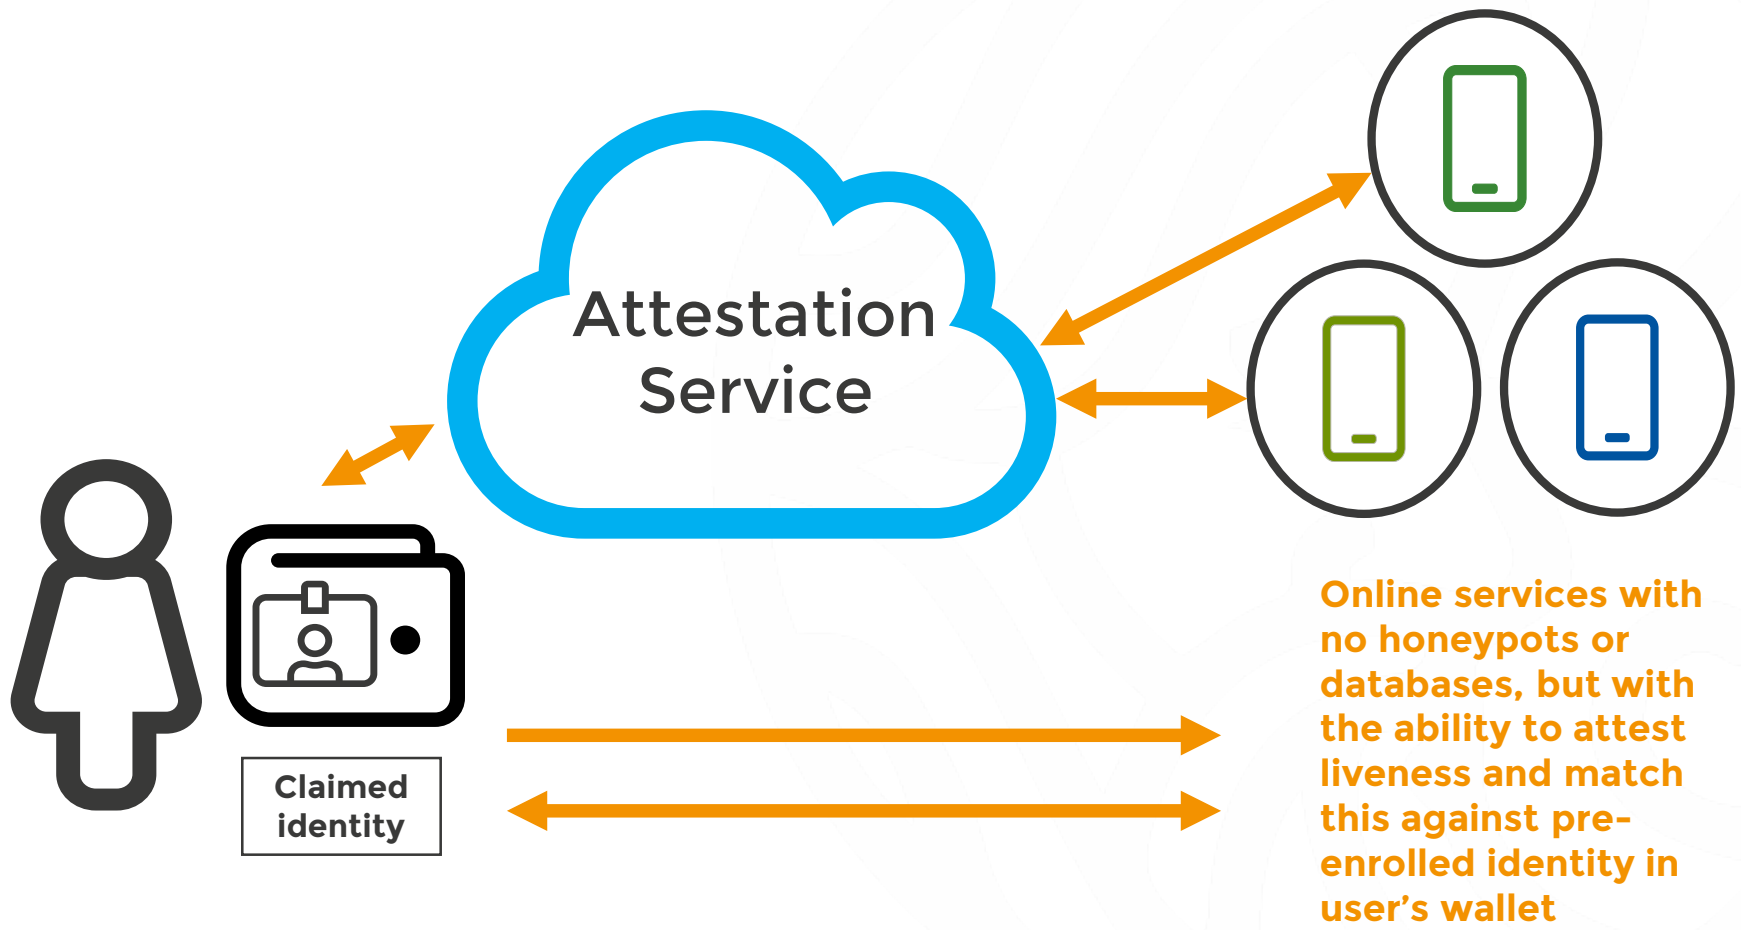 Attestation
Service
Claimed
identity
Online services with
no honeypots or
databases, but with
the ability to attest
liveness and match
this against pre-
enrolled identity in
user’s wallet